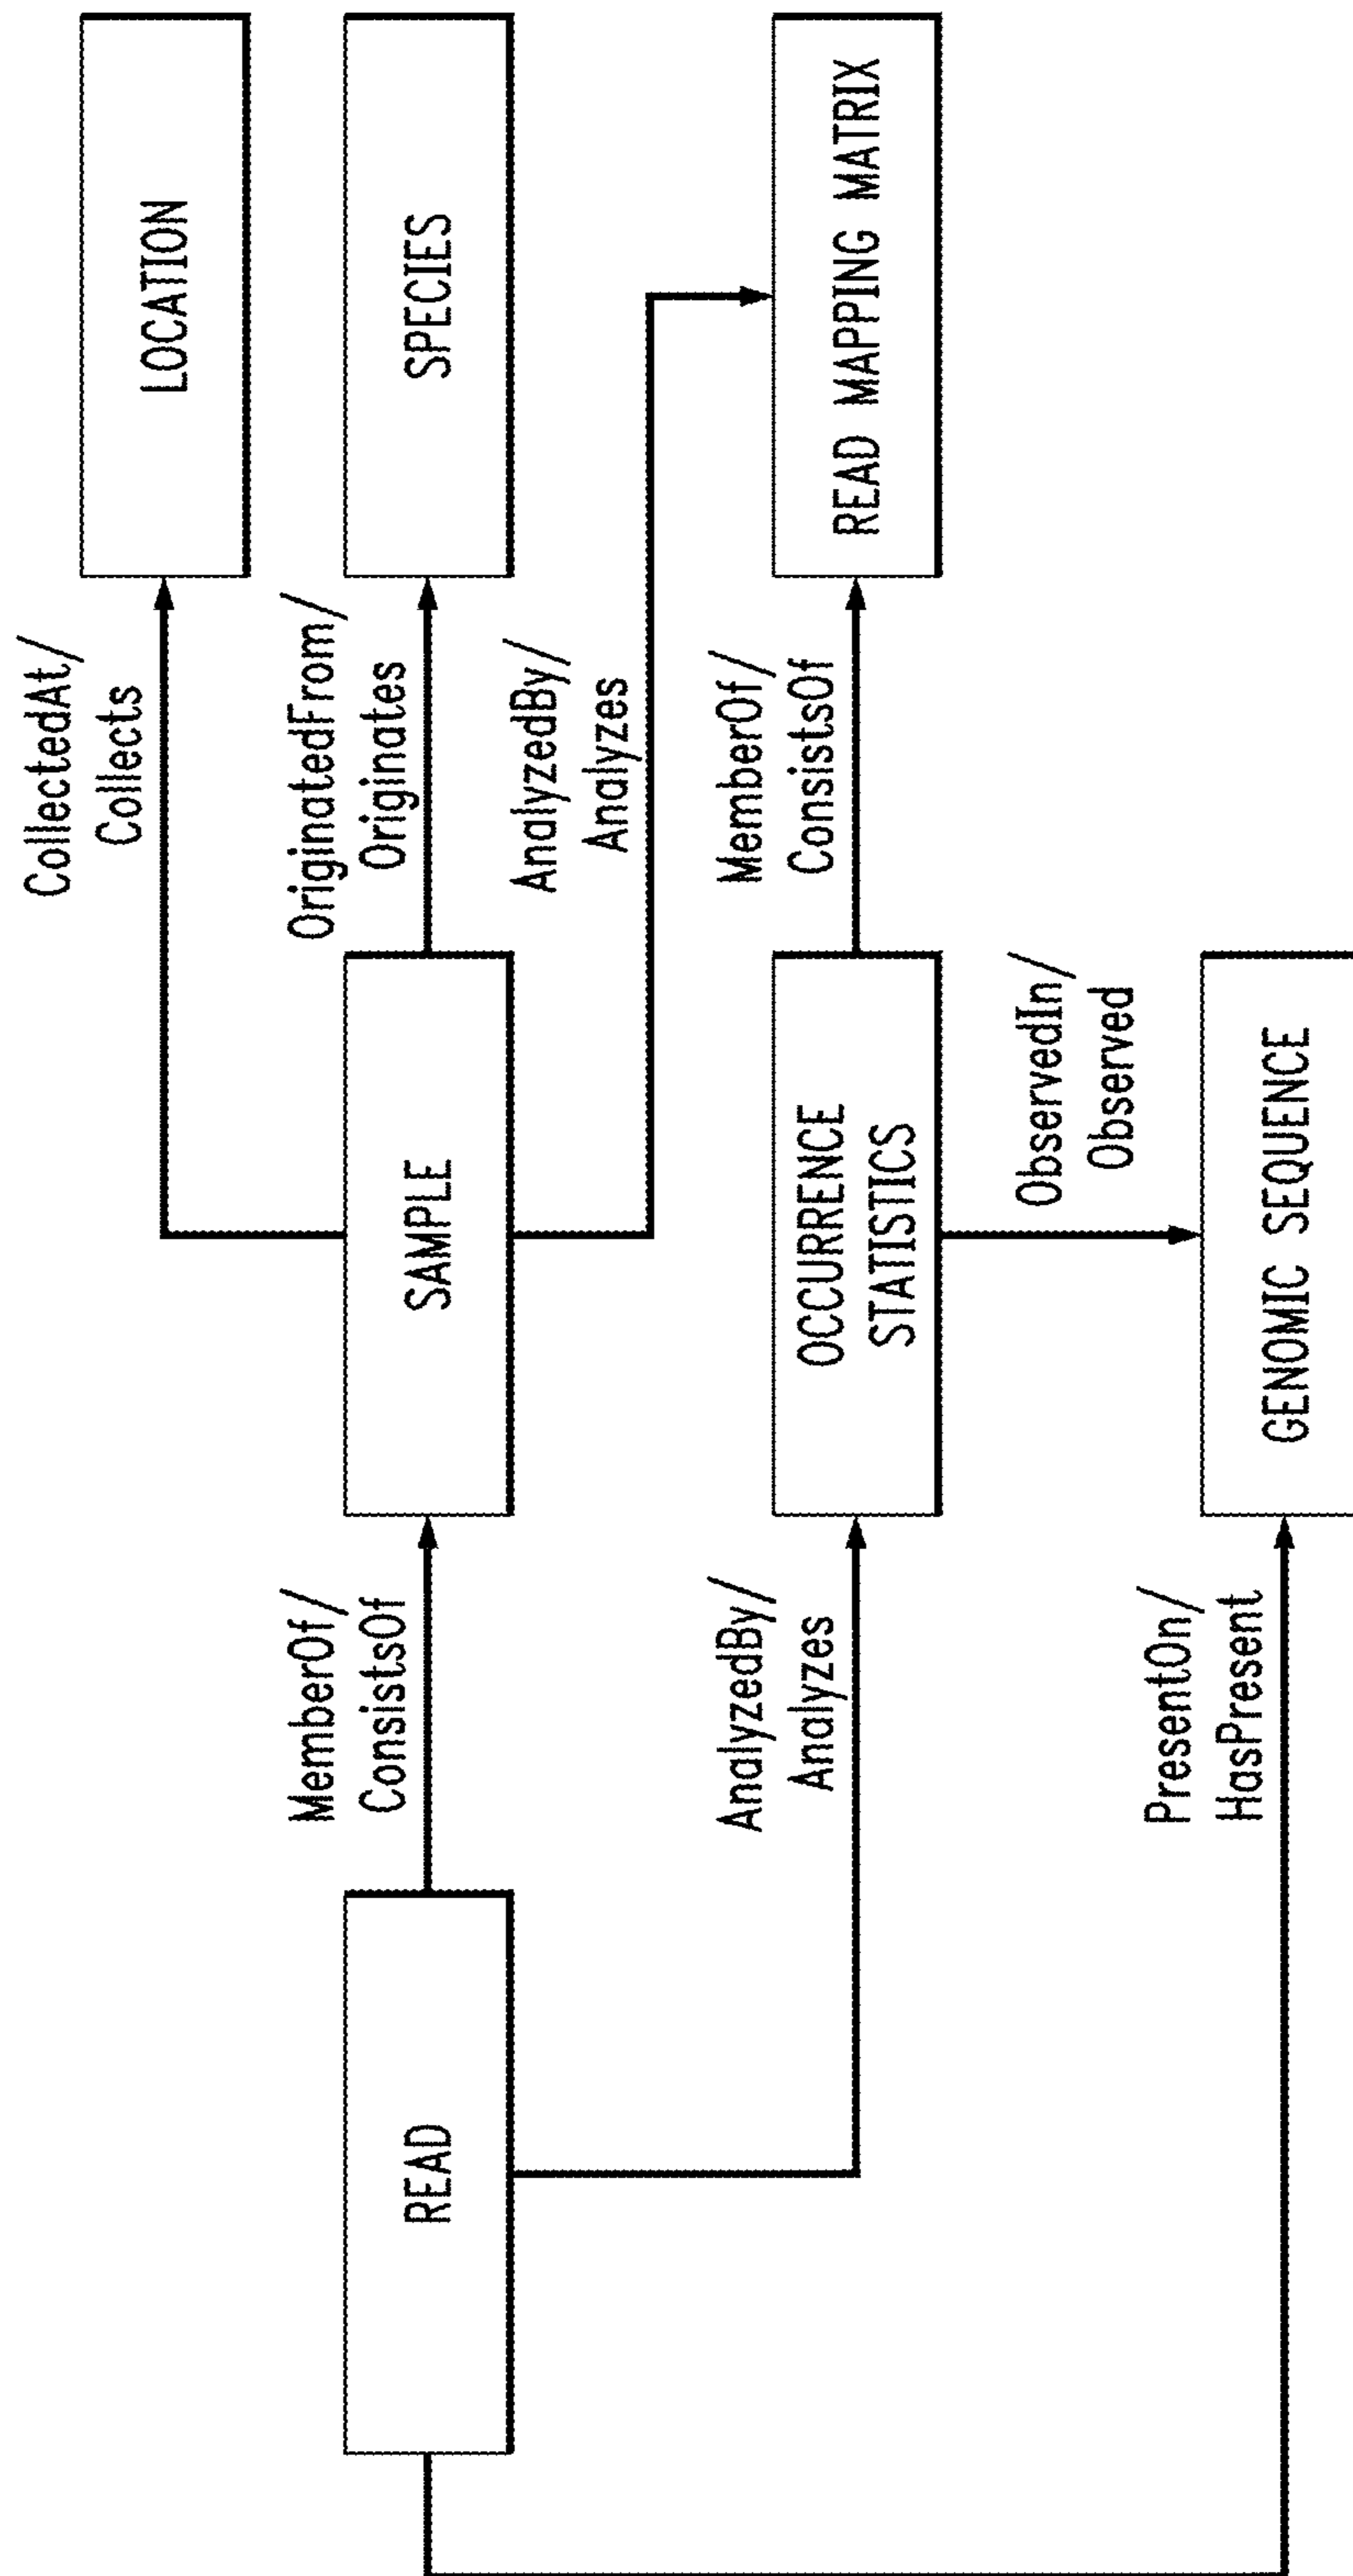 CollectedAt/
Collects
LOCATION
READ
MemberOf/
ConsistsOf
SAMPLE
OriginatedFrom/
Originates
SPECIES
AnalyzedBy/
Analyzes
AnalyzedBy/
Analyzes
OCCURRENCE
STATISTICS
MemberOf/
ConsistsOf
READ MAPPING MATRIX
ObservedIn/
Observed
PresentOn/
HasPresent
GENOMIC SEQUENCE